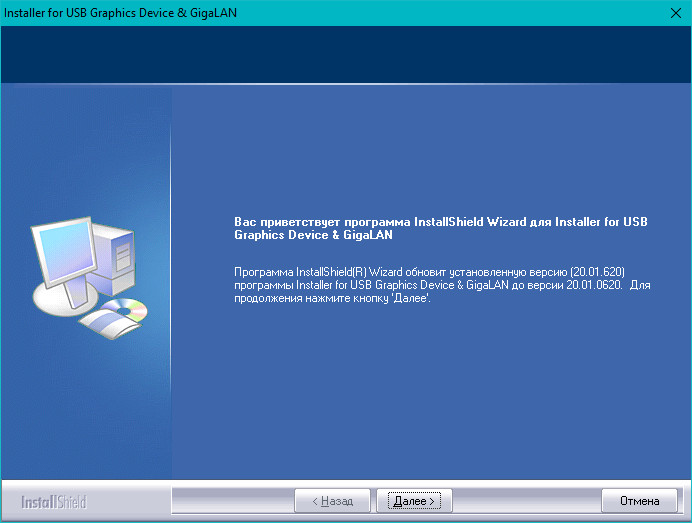 Installer for USB Graphics Device & GigaLAN
Вас приветствует программа InstallShield Wizard для Installer for USB
Graphics Device & GigaLAN
Программа InstallShield(R) Wizard обновит установленную версию (20.01.620)
программы Installer for USB Graphics Device & GigaLAN до версии 20.01.0620. Для
продолжения нажмите кнопку 'Далее'.
InstallShield
< Назад
Далее >
Отмена